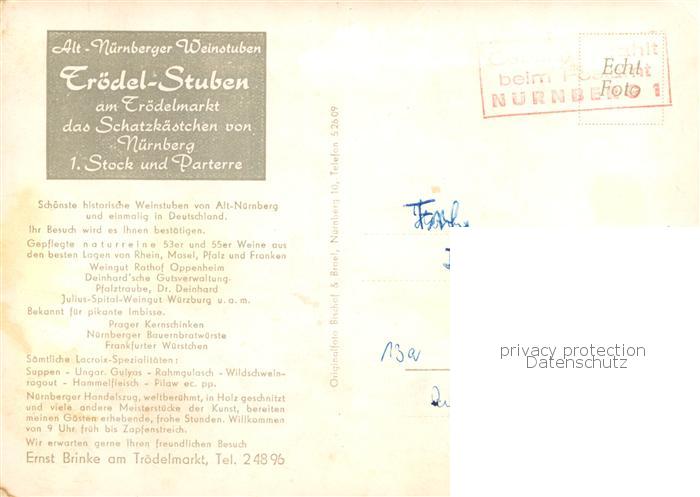 Alt-Nürnberger Weinstuben
Trödel-Stuben
am Trödelmarkt
das Schatzkästchen von
Nürnberg
1. Stock und Parterre
Schönste historische Weinstuben von Alt-Nürnberg
und einmalig in Deutschland.
Ihr Besuch wird es Ihnen bestätigen.
Gepflegte naturreine 53er und 55er Weine aus
den besten Lagen von Rhein, Mosel, Pfalz und Franken
Weingut Rathof Oppenheim
Deinhard'sche Gutsverwaltung-
Pfalztraube, Dr. Deinhard
Julius-Spital-Weingut Würzburg u.a.m.
Bekannt für pikante Imbisse.
Prager Kernschinken
Nürnberger Bauernbratwürste
Frankfurter Würstchen
Sämtliche Lacroix-Spezialitäten:
Suppen - Ungar. Gulyas - Rahmgulasch - Wildschwein-
ragout - Hammelfleisch - Pilaw ec. pp.
Nürnberger Handelszug, weltberühmt, in Holz geschnitzt
und viele andere Meisterstücke der Kunst, bereiten
meinen Gästen erhebende, frohe Stunden. Willkommen
von 9 Uhr früh bis Zapfenstreich.
Wir erwarten gerne Ihren freundlichen Besuch
Ernst Brinke am Trödelmarkt, Tel. 24896
Originalfoto Bischof & Broel, Nürnberg 10, Telefon 52609
beim
NÜRNBERG 1
Echt
Foto
13a
privacy protection
Datenschutz